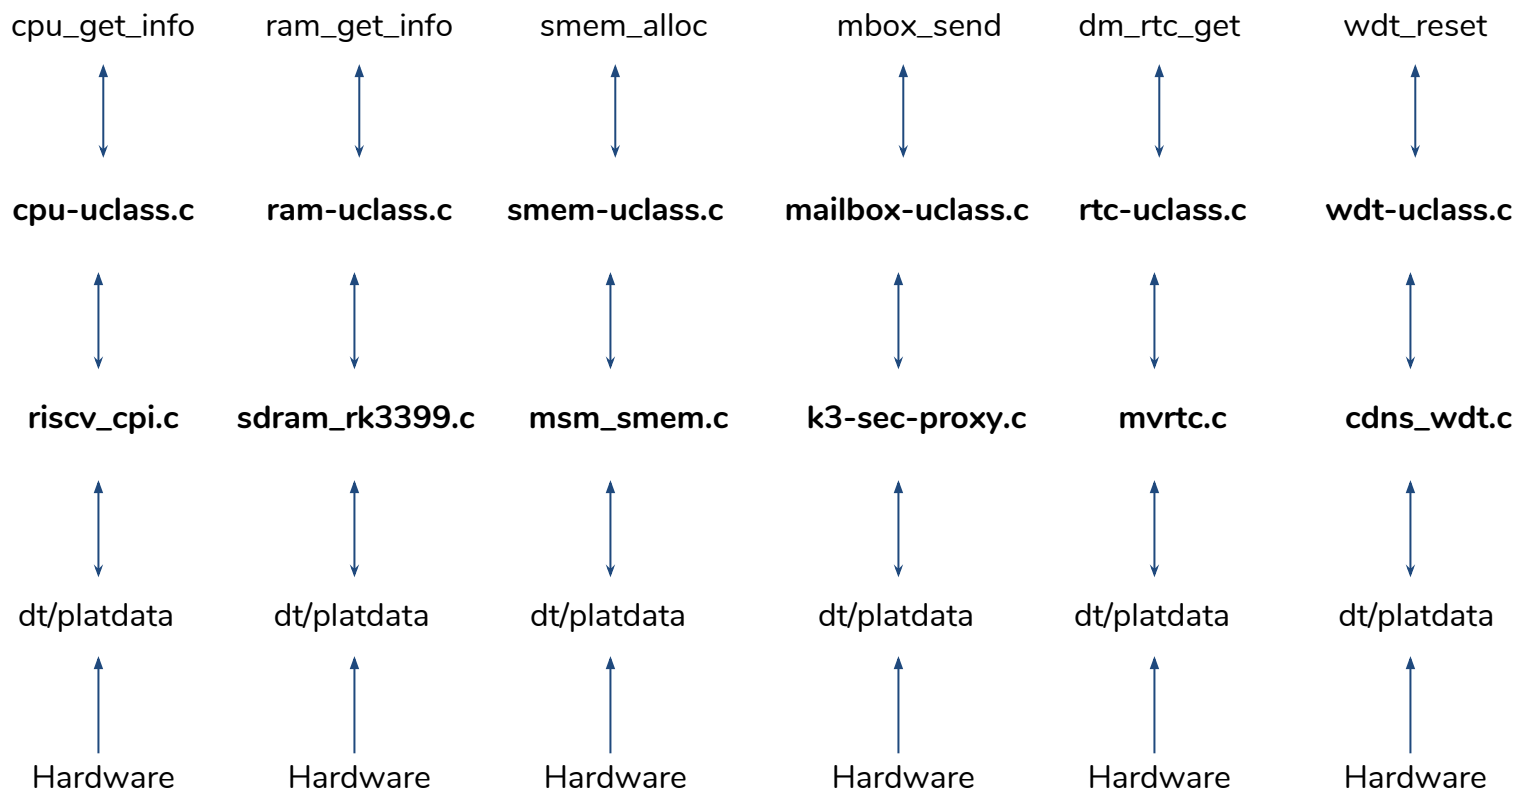 cpu_get_info ram_get_info smem_alloc mbox_send dm_rtc_get wdt_reset
cpu-uclass.c ram-uclass.c smem-uclass.c mailbox-uclass.c rtc-uclass.c wdt-uclass.c
riscv_cpi.c sdram_rk3399.c msm_smem.c k3-sec-proxy.c mvrtc.c cdns_wdt.c
dt/platdata dt/platdata dt/platdata dt/platdata dt/platdata dt/platdata
Hardware Hardware Hardware Hardware Hardware Hardware